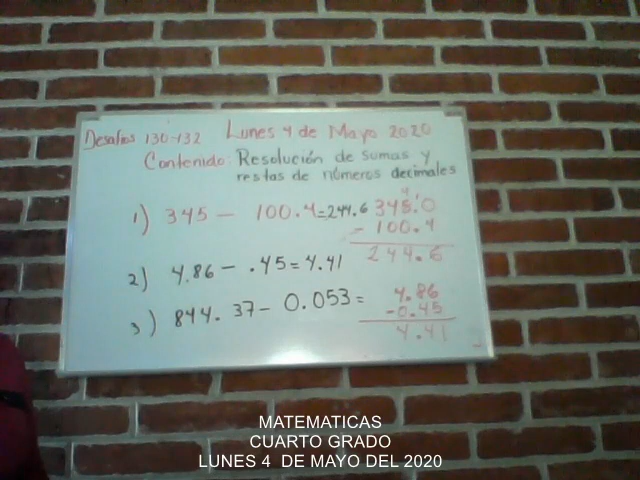 Desafíos 130-132 Lunes 4 de Mayo 2020
Contenido: Resolución de sumas y
restas de números decimales
1) 345 - 100.4=244.6
345.0
- 100.4
244.6
2) 4.86 - .45=4.41
3) 844.37- 0.053=
4.86
-0.45
4.41
MATEMATICAS
CUARTO GRADO
LUNES 4 DE MAYO DEL 2020